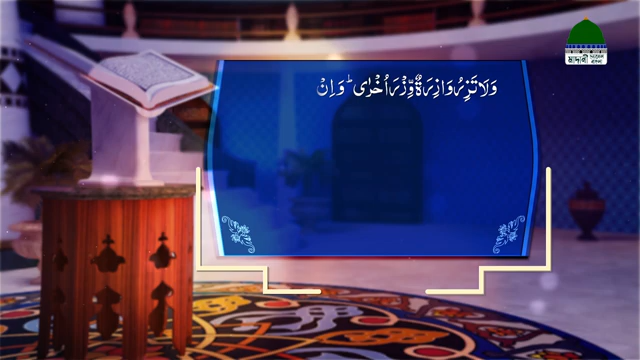 وَلَا تَزِرُ وَازِرَةٌ وِّزْرَ اُخْرٰىؕ وَ اِنْ
মাদানী